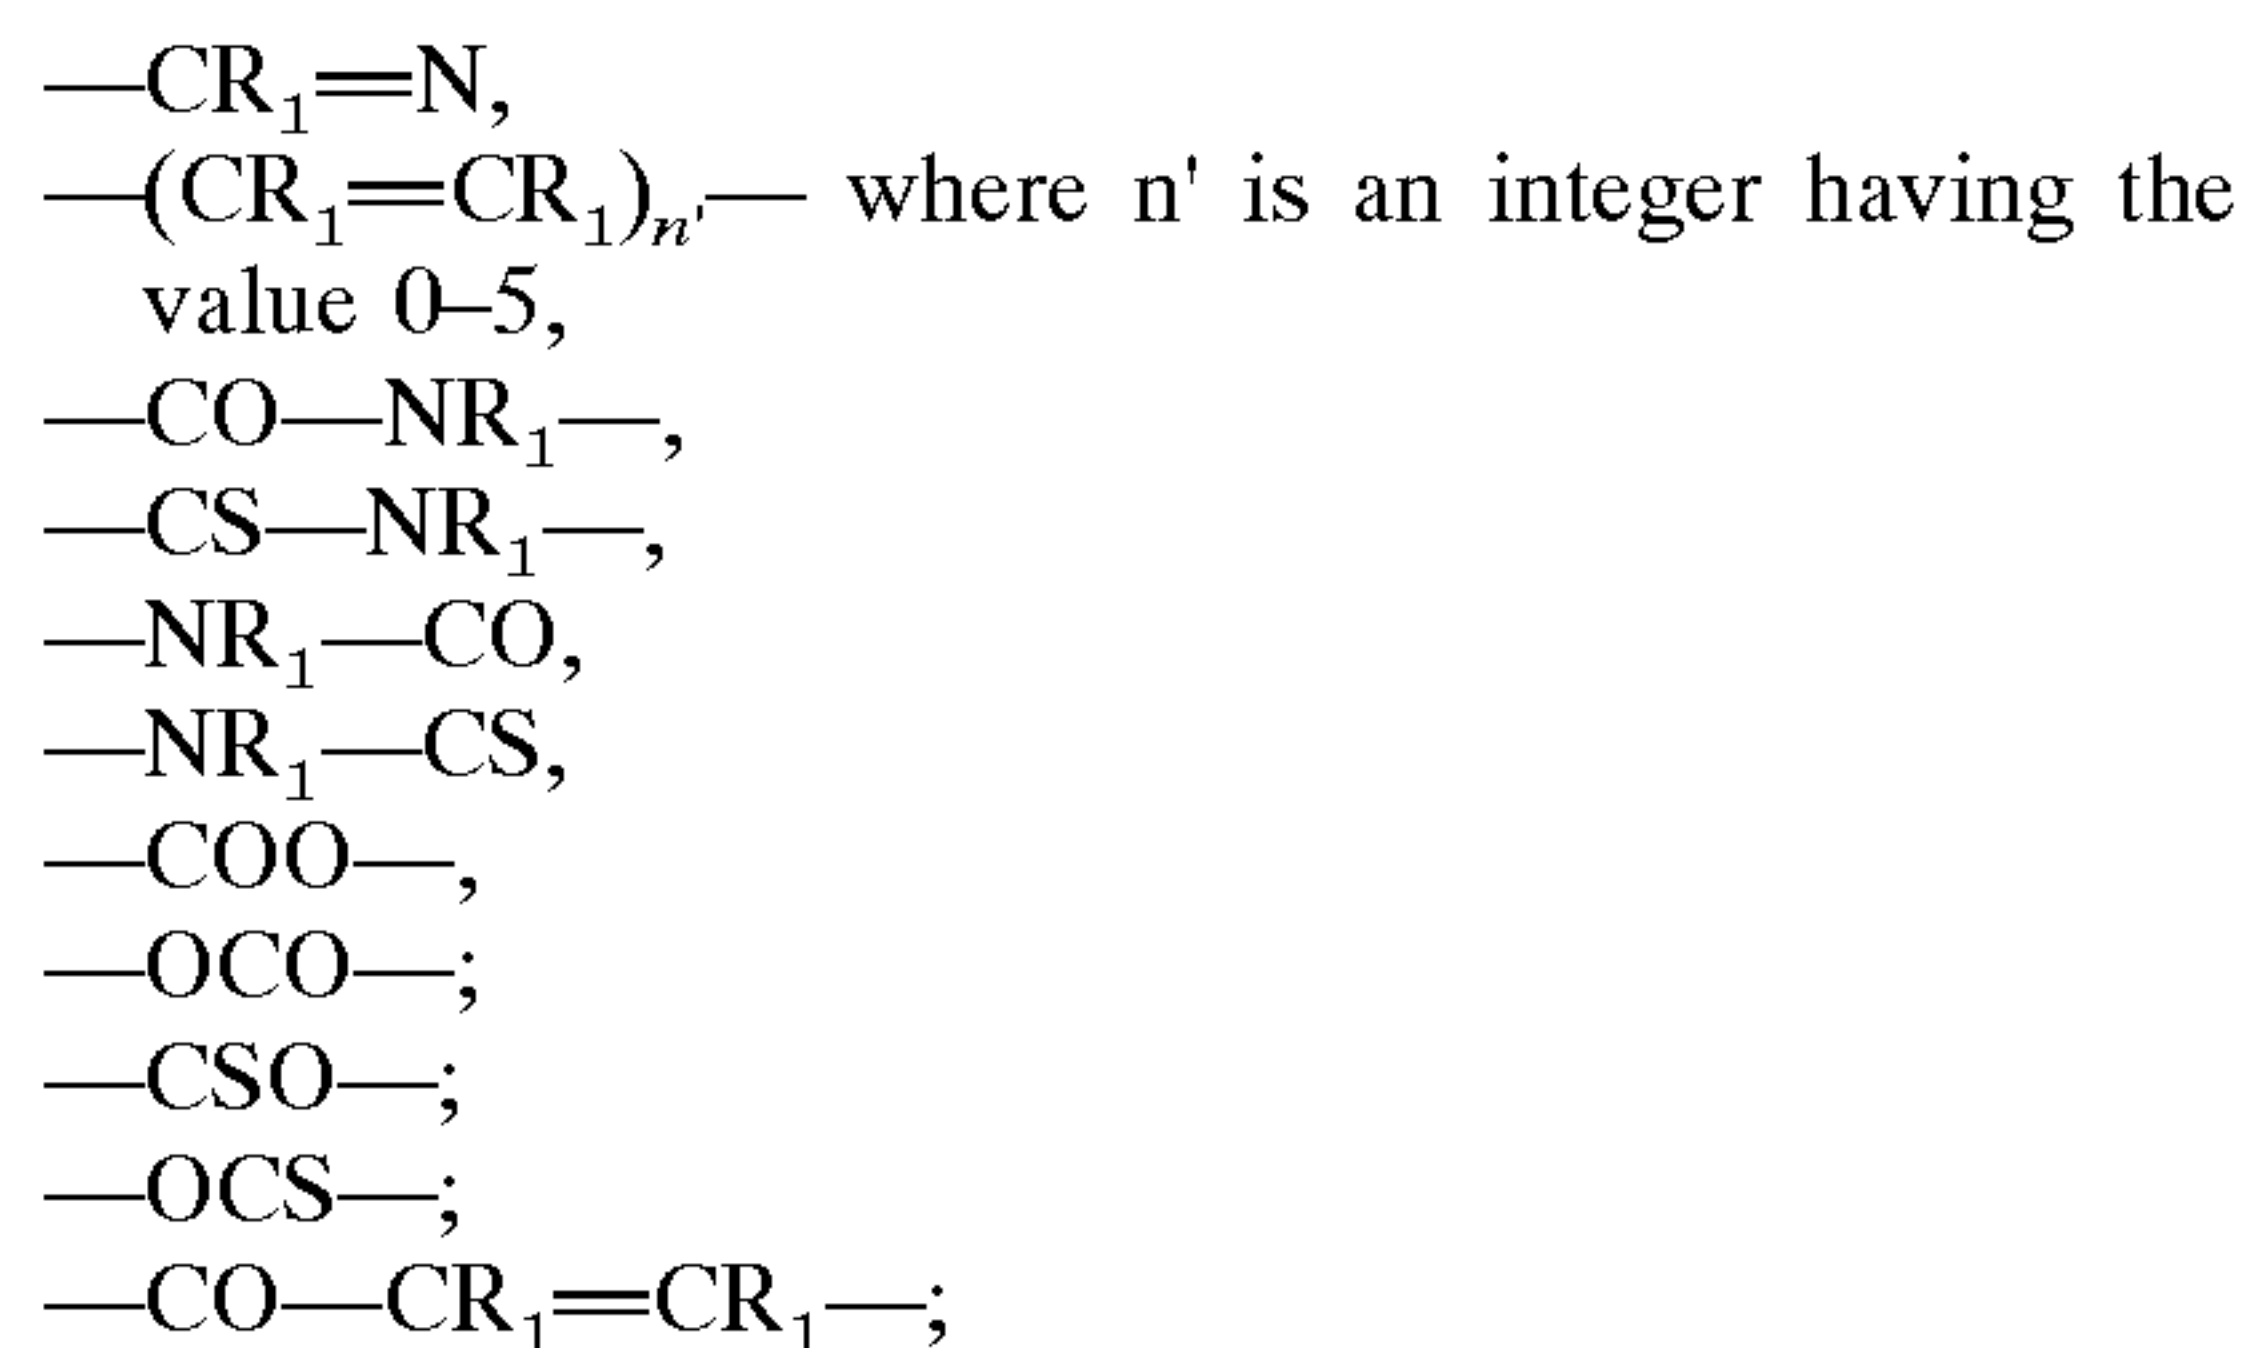 —CR₁═N,
—(CR₁═CR₁)ₙ'— where n' is an integer having the
value 0–5,
—CO—NR₁—,
—CS—NR₁—,
—NR₁—CO,
—NR₁—CS,
—COO—,
—OCO—;
—CSO—;
—OCS—;
—CO—CR₁═CR₁—;